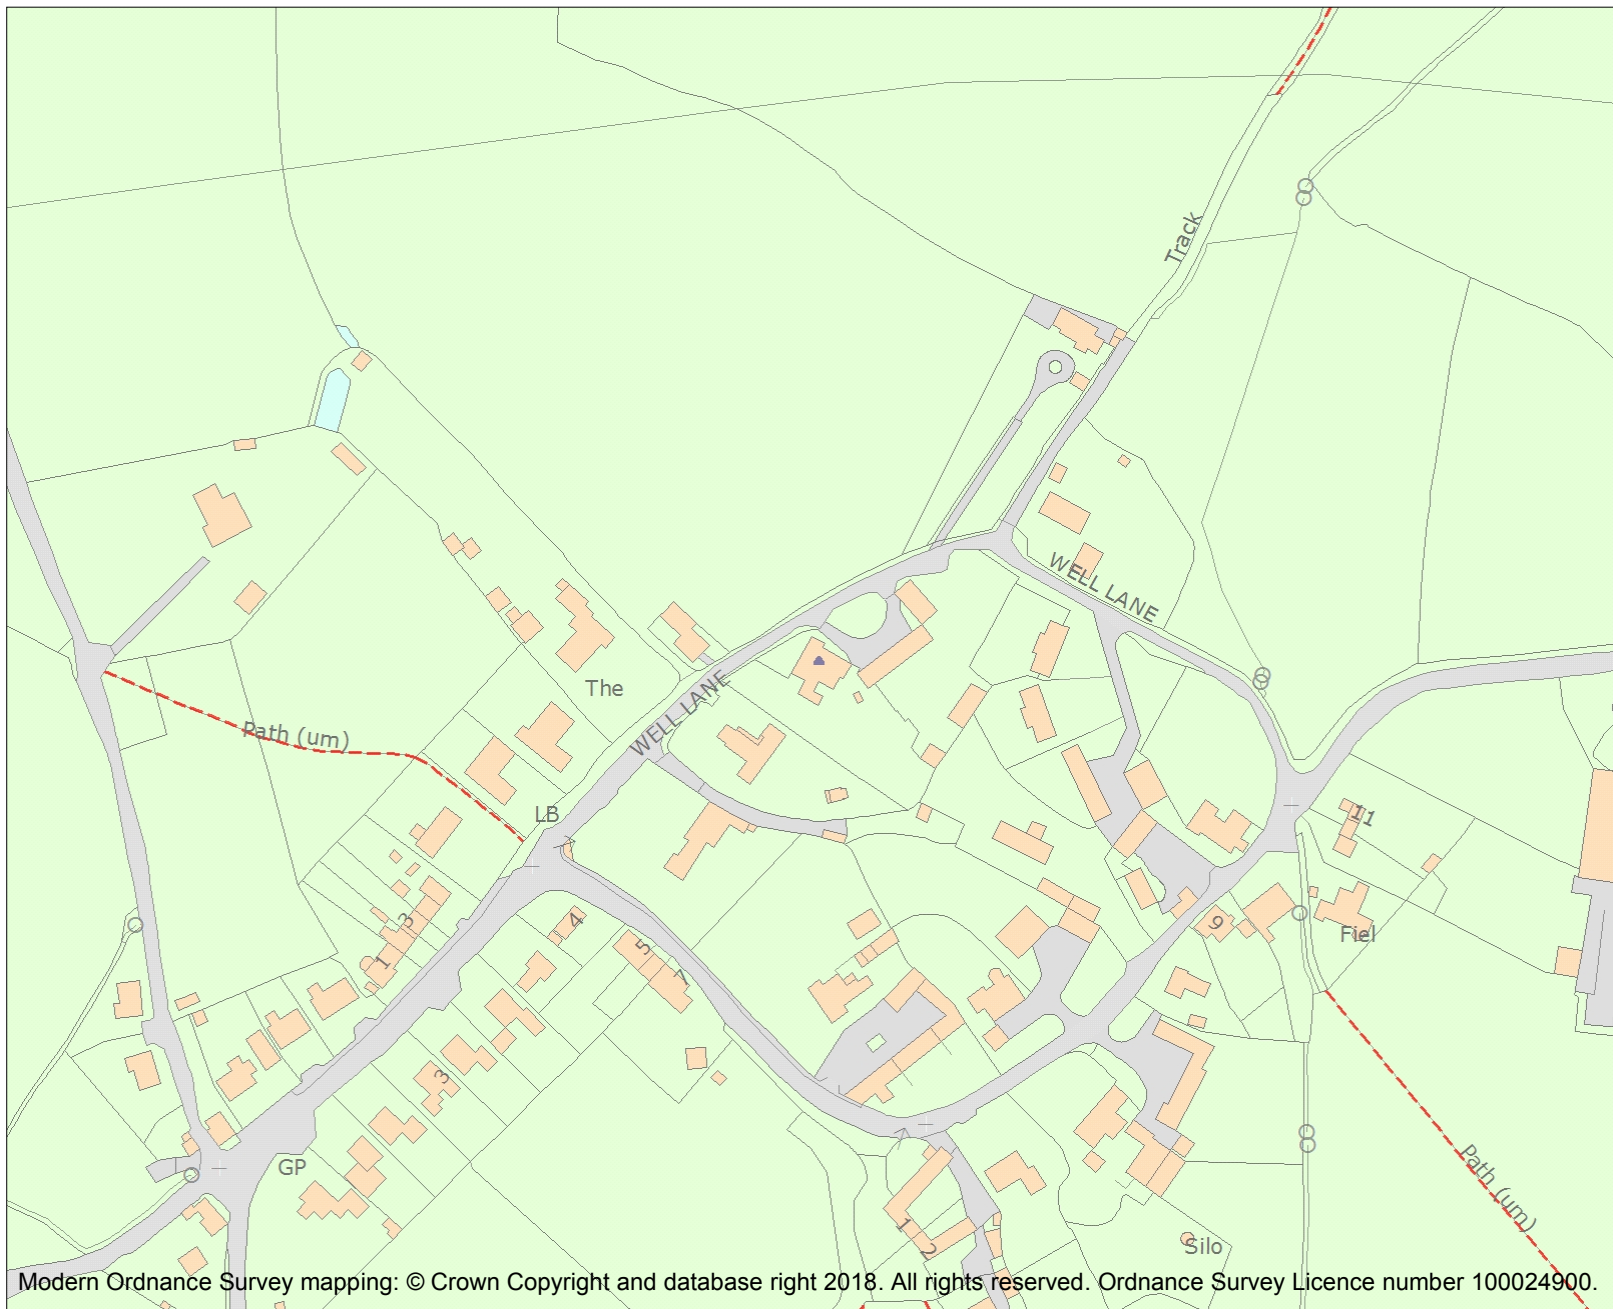 Track
WELL LANE
The
WELL LANE
Path (um)
LB
11
3
1
4
5
7
9
Fiel
3
GP
Path (um)
1
2
Silo
Modern Ordnance Survey mapping: © Crown Copyright and database right 2018. All rights reserved. Ordnance Survey Licence number 100024900.